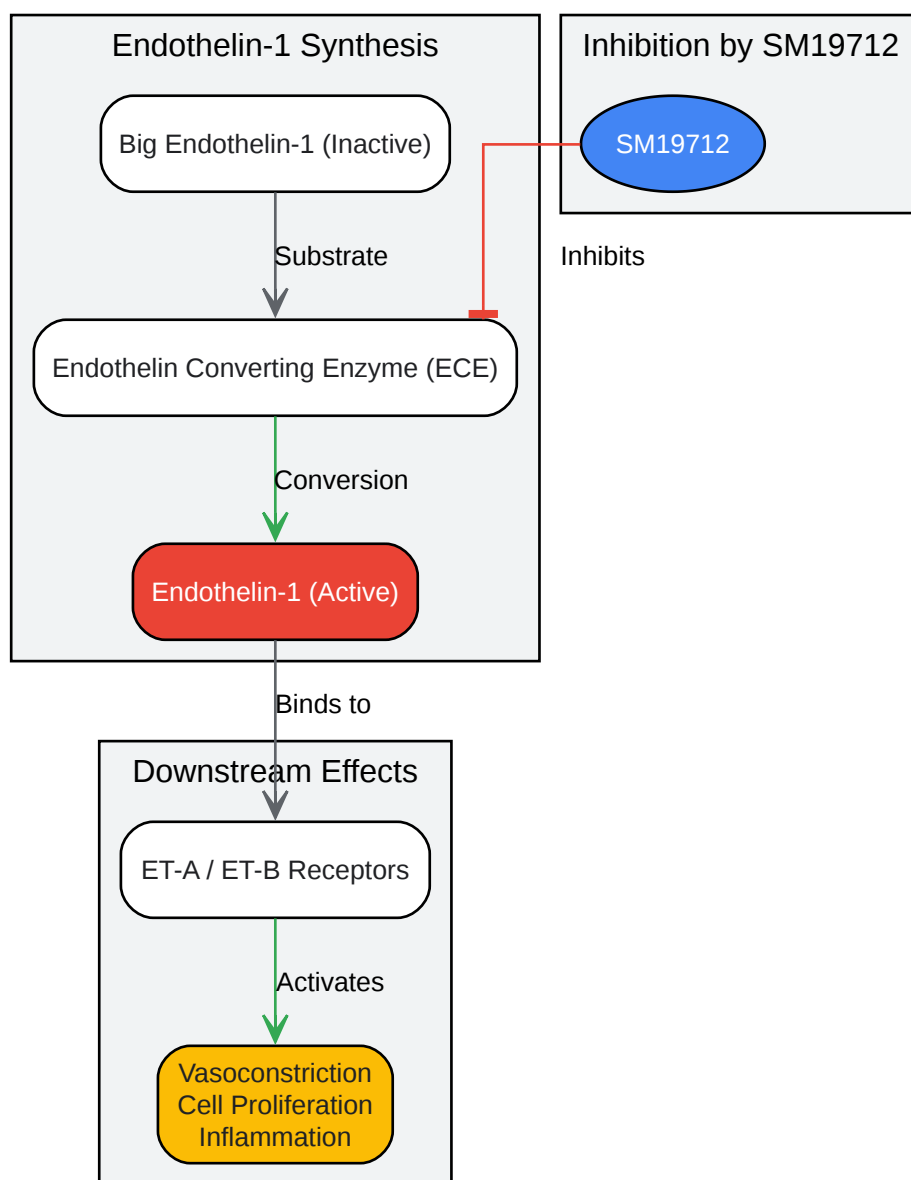 Endothelin-1 Synthesis
Inhibition by SM19712
Big Endothelin-1 (Inactive)
SM19712
Substrate
Inhibits
Endothelin Converting Enzyme (ECE)
Conversion
Endothelin-1 (Active)
Binds to
Downstream Effects
ET-A / ET-B Receptors
Activates
Vasoconstriction
Cell Proliferation
Inflammation